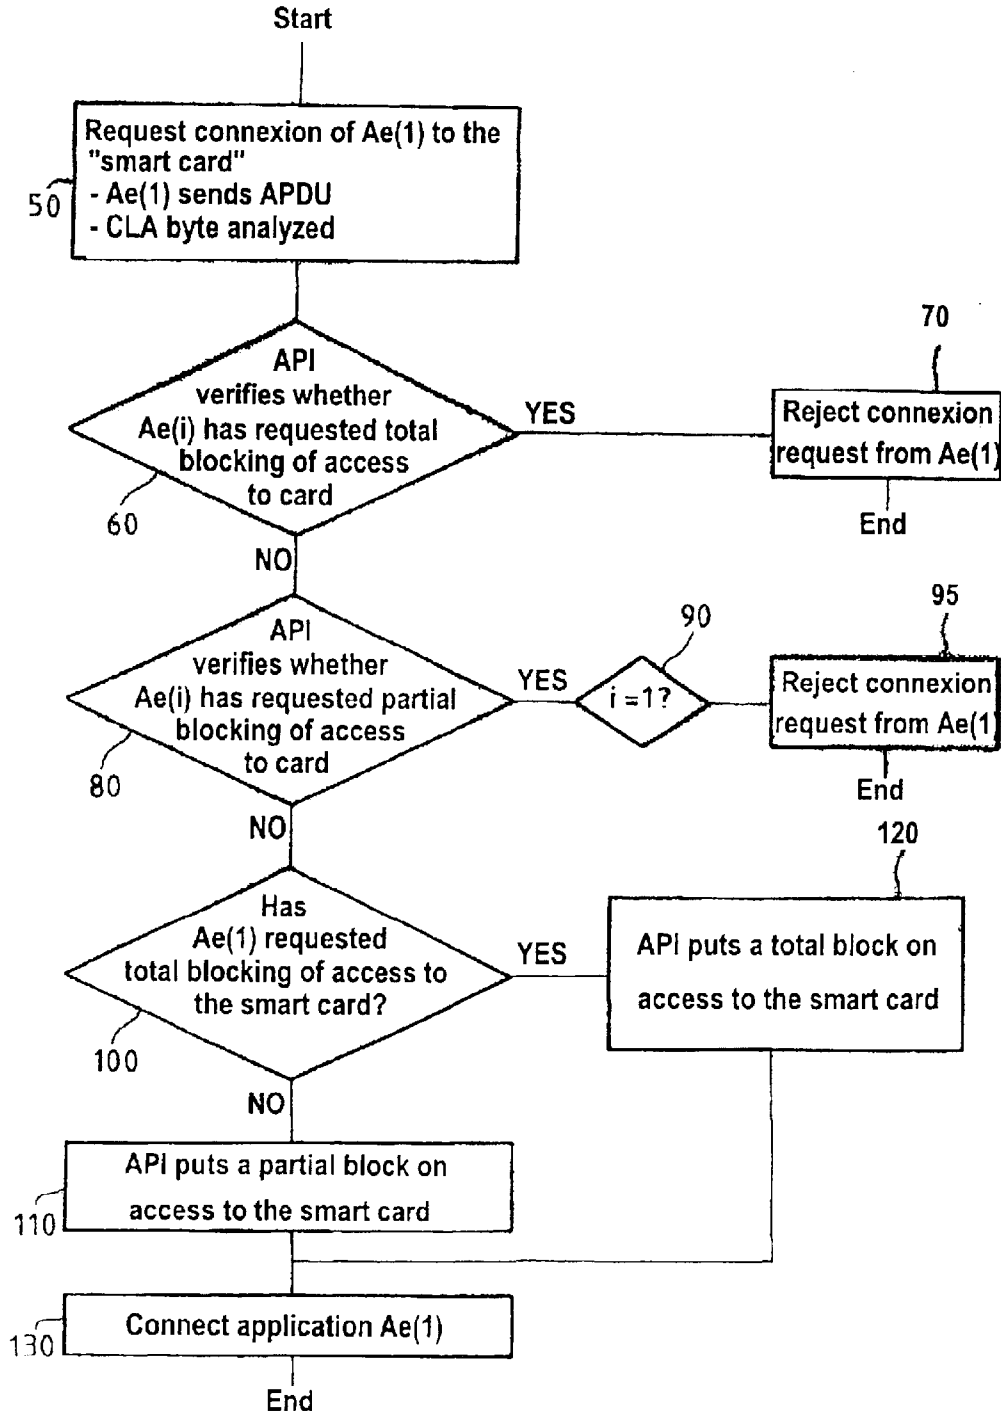 Start
Request connexion of Ae(1) to the
"smart card"
- Ae(1) sends APDU
- CLA byte analyzed
50
API
verifies whether
Ae(i) has requested total
blocking of access
to card
60
YES
70
Reject connexion
request from Ae(1)
End
NO
API
verifies whether
Ae(i) has requested partial
blocking of access
to card
80
YES
90
i =1?
95
Reject connexion
request from Ae(1)
End
NO
Has
Ae(1) requested
total blocking of access to
the smart card?
100
YES
120
API puts a total block on
access to the smart card
NO
API puts a partial block on
access to the smart card
110
Connect application Ae(1)
130
End